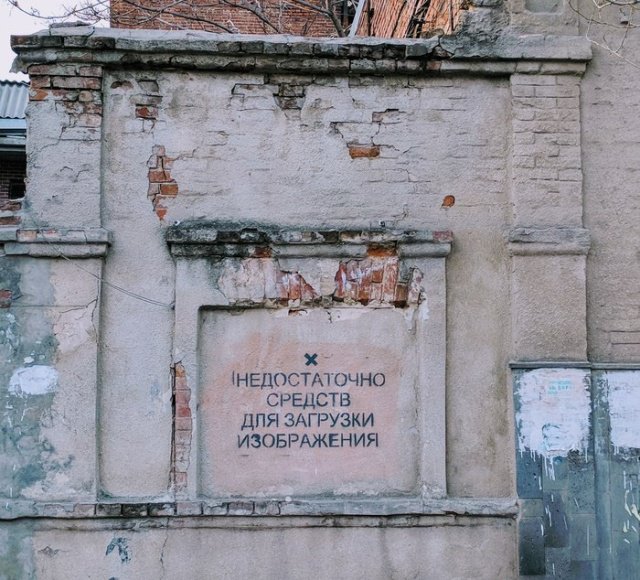 ×
НЕДОСТАТОЧНО
СРЕДСТВ
ДЛЯ ЗАГРУЗКИ
ИЗОБРАЖЕНИЯ